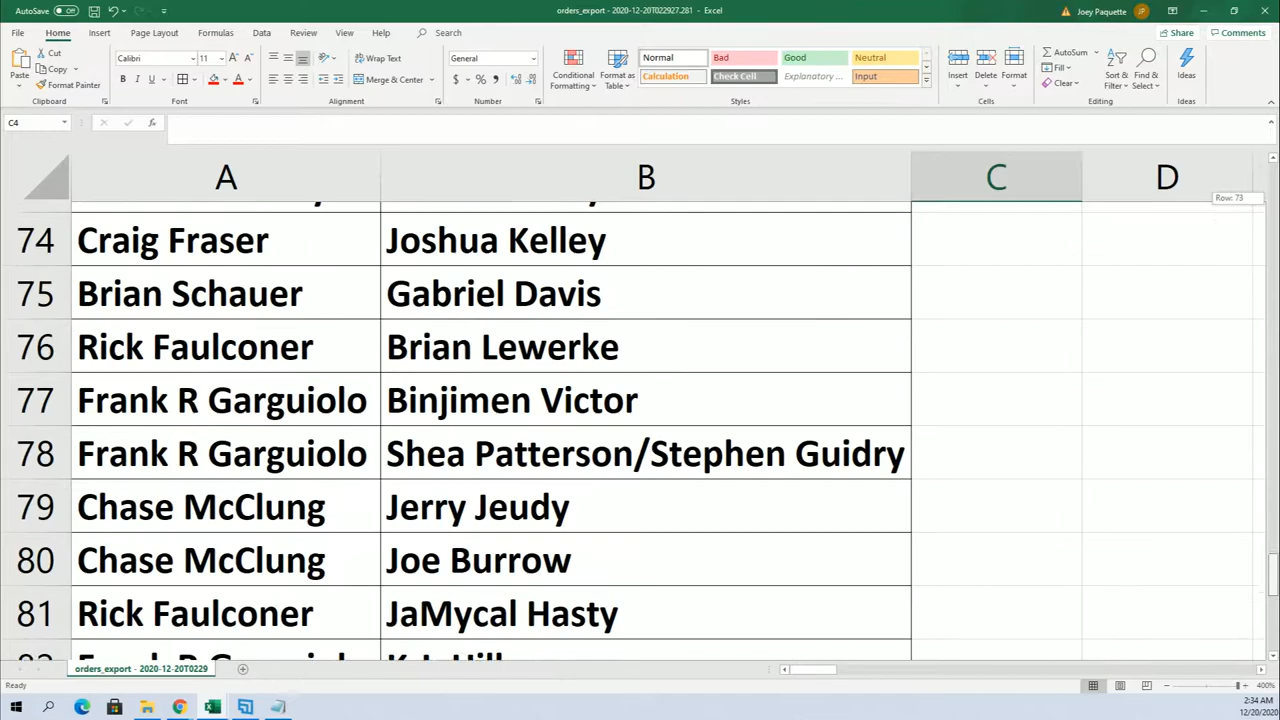 AutoSave Off orders_export - 2020-12-20T022927.281 - Excel Joey Paquette JP
File Home Insert Page Layout Formulas Data Review View Help Search Share Comments
Paste Cut Copy Format Painter Clipboard
Calibri 11 B I U Font
Wrap Text Merge & Center Alignment
General $ % Number
Conditional Formatting Format as Table
Normal Bad Good Neutral
Calculation Check Cell Explanatory ... Input
Styles
Insert Delete Format Cells
AutoSum Fill Clear Sort & Filter Find & Select Editing
Ideas Ideas
C4 fx
A B C D
Row: 73
74 Craig Fraser Joshua Kelley
75 Brian Schauer Gabriel Davis
76 Rick Faulconer Brian Lewerke
77 Frank R Garguiolo Binjimen Victor
78 Frank R Garguiolo Shea Patterson/Stephen Guidry
79 Chase McClung Jerry Jeudy
80 Chase McClung Joe Burrow
81 Rick Faulconer JaMycal Hasty
orders_export - 2020-12-20T0229
Ready 400%
2:34 AM
12/20/2020